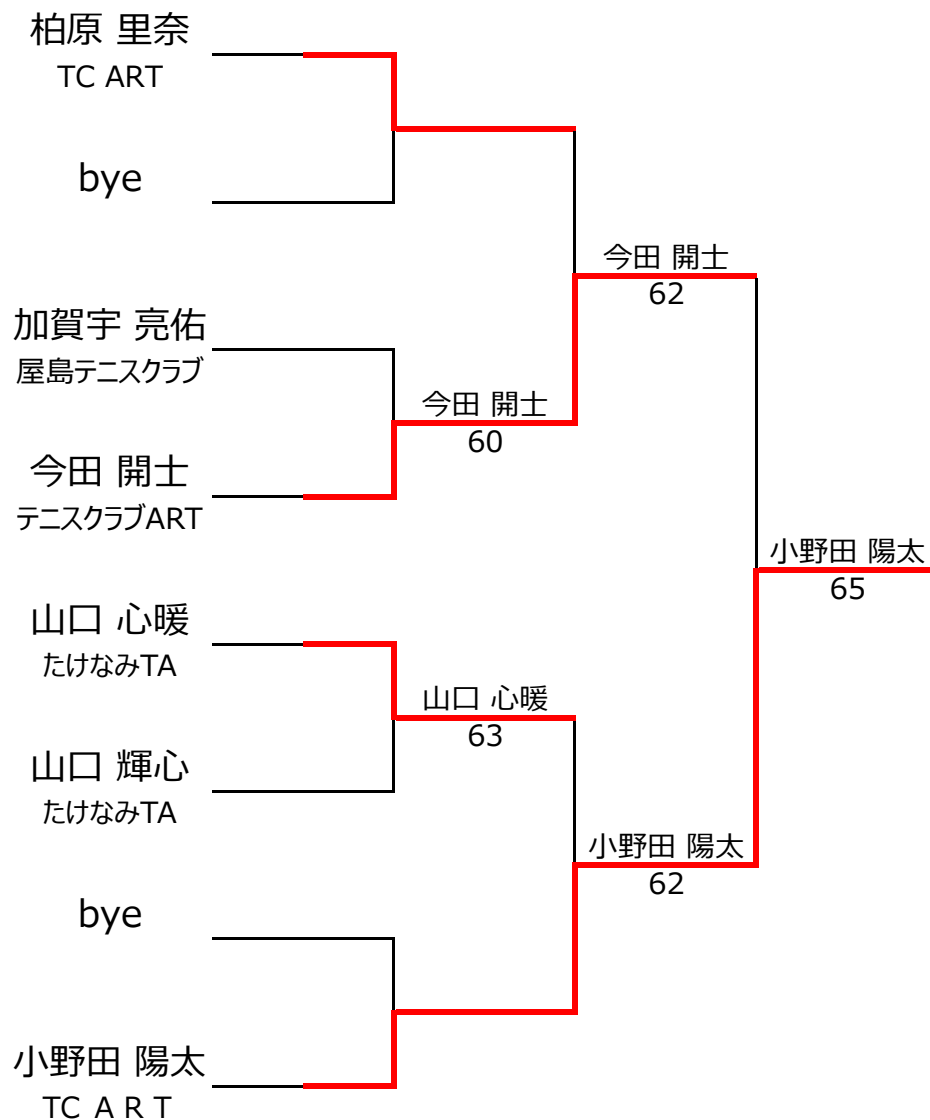 柏原 里奈
TC ART
bye
加賀宇 亮佑
屋島テニスクラブ
今田 開士
テニスクラブART
山口 心暖
たけなみTA
山口 輝心
たけなみTA
bye
小野田 陽太
TC A R T
今田 開士
60
山口 心暖
63
今田 開士
62
小野田 陽太
62
小野田 陽太
65